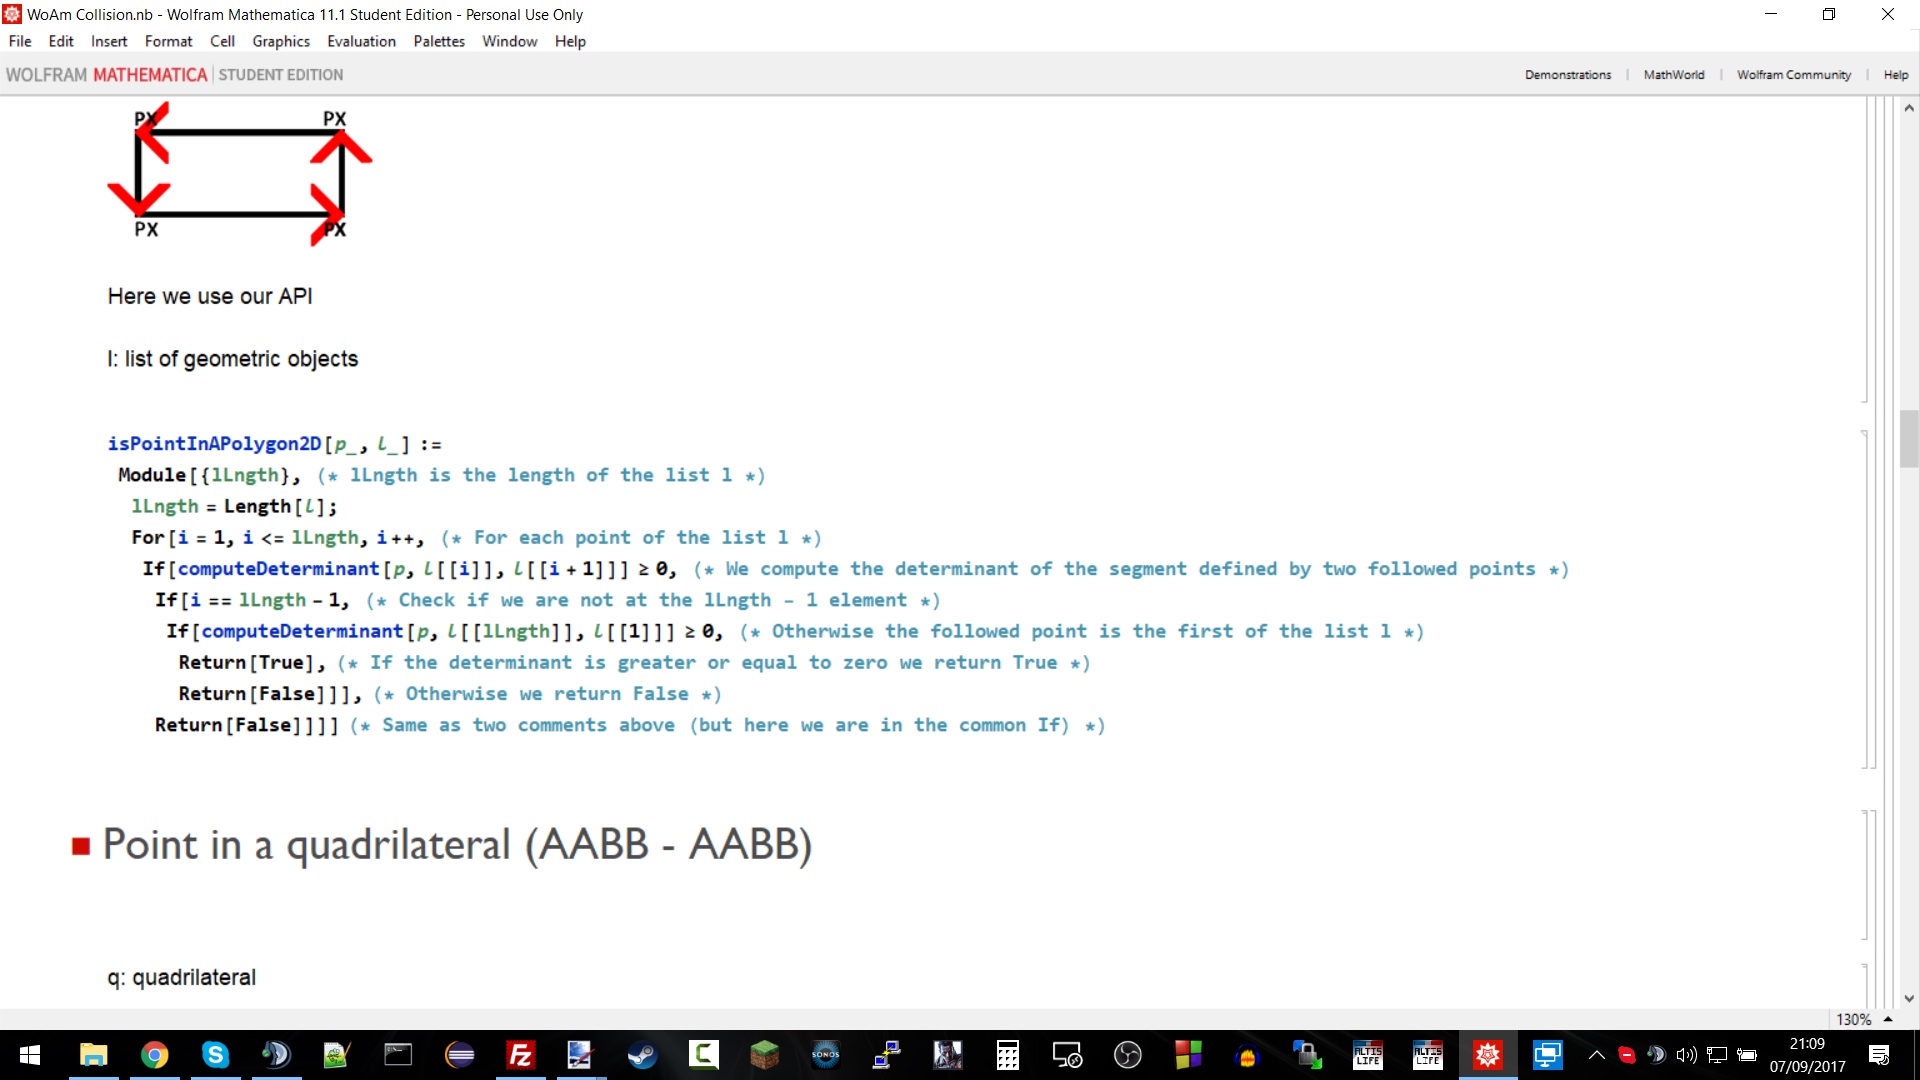 WoAm Collision.nb - Wolfram Mathematica 11.1 Student Edition - Personal Use Only
File Edit Insert Format Cell Graphics Evaluation Palettes Window Help
WOLFRAM MATHEMATICA | STUDENT EDITION
Demonstrations | MathWorld | Wolfram Community | Help
PX PX
PX PX
Here we use our API
l: list of geometric objects
isPointInAPolygon2D[p_, l_] :=
Module[{lLngth}, (* lLngth is the length of the list l *)
lLngth = Length[l];
For[i = 1, i <= lLngth, i++, (* For each point of the list l *)
If[computeDeterminant[p, l[[i]], l[[i + 1]]] ≥ 0, (* We compute the determinant of the segment defined by two followed points *)
If[i == lLngth - 1, (* Check if we are not at the lLngth - 1 element *)
If[computeDeterminant[p, l[[lLngth]], l[[1]]] ≥ 0, (* Otherwise the followed point is the first of the list l *)
Return[True], (* If the determinant is greater or equal to zero we return True *)
Return[False]]], (* Otherwise we return False *)
Return[False]]]] (* Same as two comments above (but here we are in the common If) *)
Point in a quadrilateral (AABB - AABB)
q: quadrilateral
130%
SONOS
ALTIS LIFE
ALTIS LIFE
21:09
07/09/2017